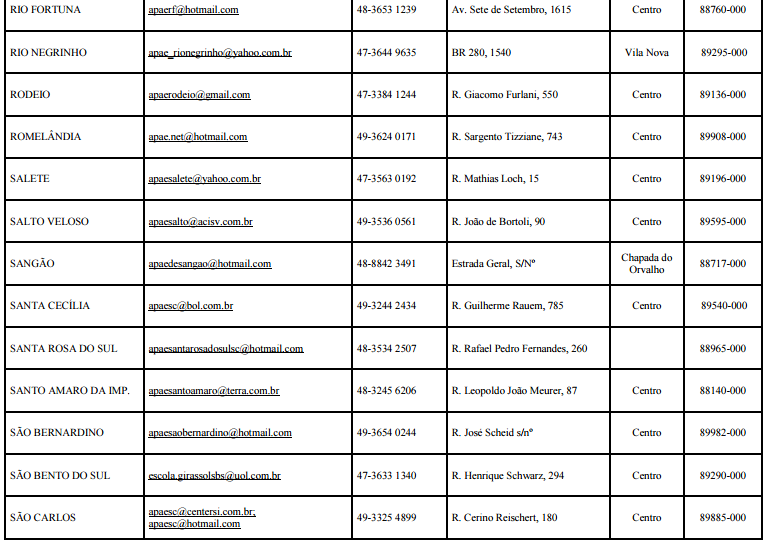 RIO FORTUNA apaerf@hotmail.com 48-3653 1239 Av. Sete de Setembro, 1615 Centro 88760-000
RIO NEGRINHO apae_rionegrinho@yahoo.com.br 47-3644 9635 BR 280, 1540 Vila Nova 89295-000
RODEIO apaerodeio@gmail.com 47-3384 1244 R. Giacomo Furlani, 550 Centro 89136-000
ROMELÂNDIA apae.net@hotmail.com 49-3624 0171 R. Sargento Tizziane, 743 Centro 89908-000
SALETE apaesalete@yahoo.com.br 47-3563 0192 R. Mathias Loch, 15 Centro 89196-000
SALTO VELOSO apaesalto@acisv.com.br 49-3536 0561 R. João de Bortoli, 90 Centro 89595-000
SANGÃO apaedesangao@hotmail.com 48-8842 3491 Estrada Geral, S/Nº Chapada do
Orvalho 88717-000
SANTA CECÍLIA apaesc@bol.com.br 49-3244 2434 R. Guilherme Rauem, 785 Centro 89540-000
SANTA ROSA DO SUL apaesantarosadosulsc@hotmail.com 48-3534 2507 R. Rafael Pedro Fernandes, 260 88965-000
SANTO AMARO DA IMP. apaesantoamaro@terra.com.br 48-3245 6206 R. Leopoldo João Meurer, 87 Centro 88140-000
SÃO BERNARDINO apaesaobernardino@hotmail.com 49-3654 0244 R. José Scheid s/nº Centro 89982-000
SÃO BENTO DO SUL escola.girassolsbs@uol.com.br 47-3633 1340 R. Henrique Schwarz, 294 Centro 89290-000
SÃO CARLOS apaesc@centersi.com.br;
apaesc@hotmail.com 49-3325 4899 R. Cerino Reischert, 180 Centro 89885-000